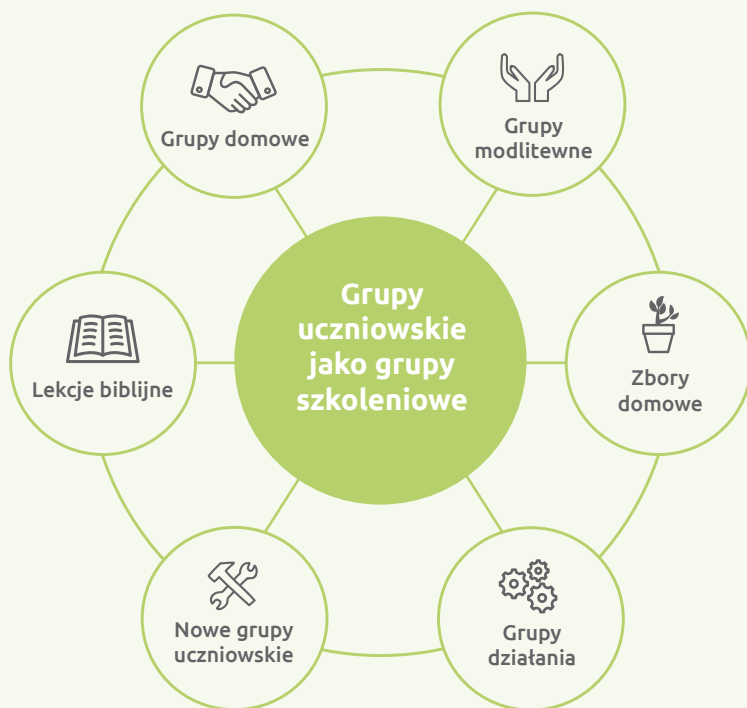 Grupy domowe
Grupy
modlitewne
Grupy
uczniowskie
jako grupy
szkoleniowe
Lekcje biblijne
Zbory
domowe
Nowe grupy
uczniowskie
Grupy
działania